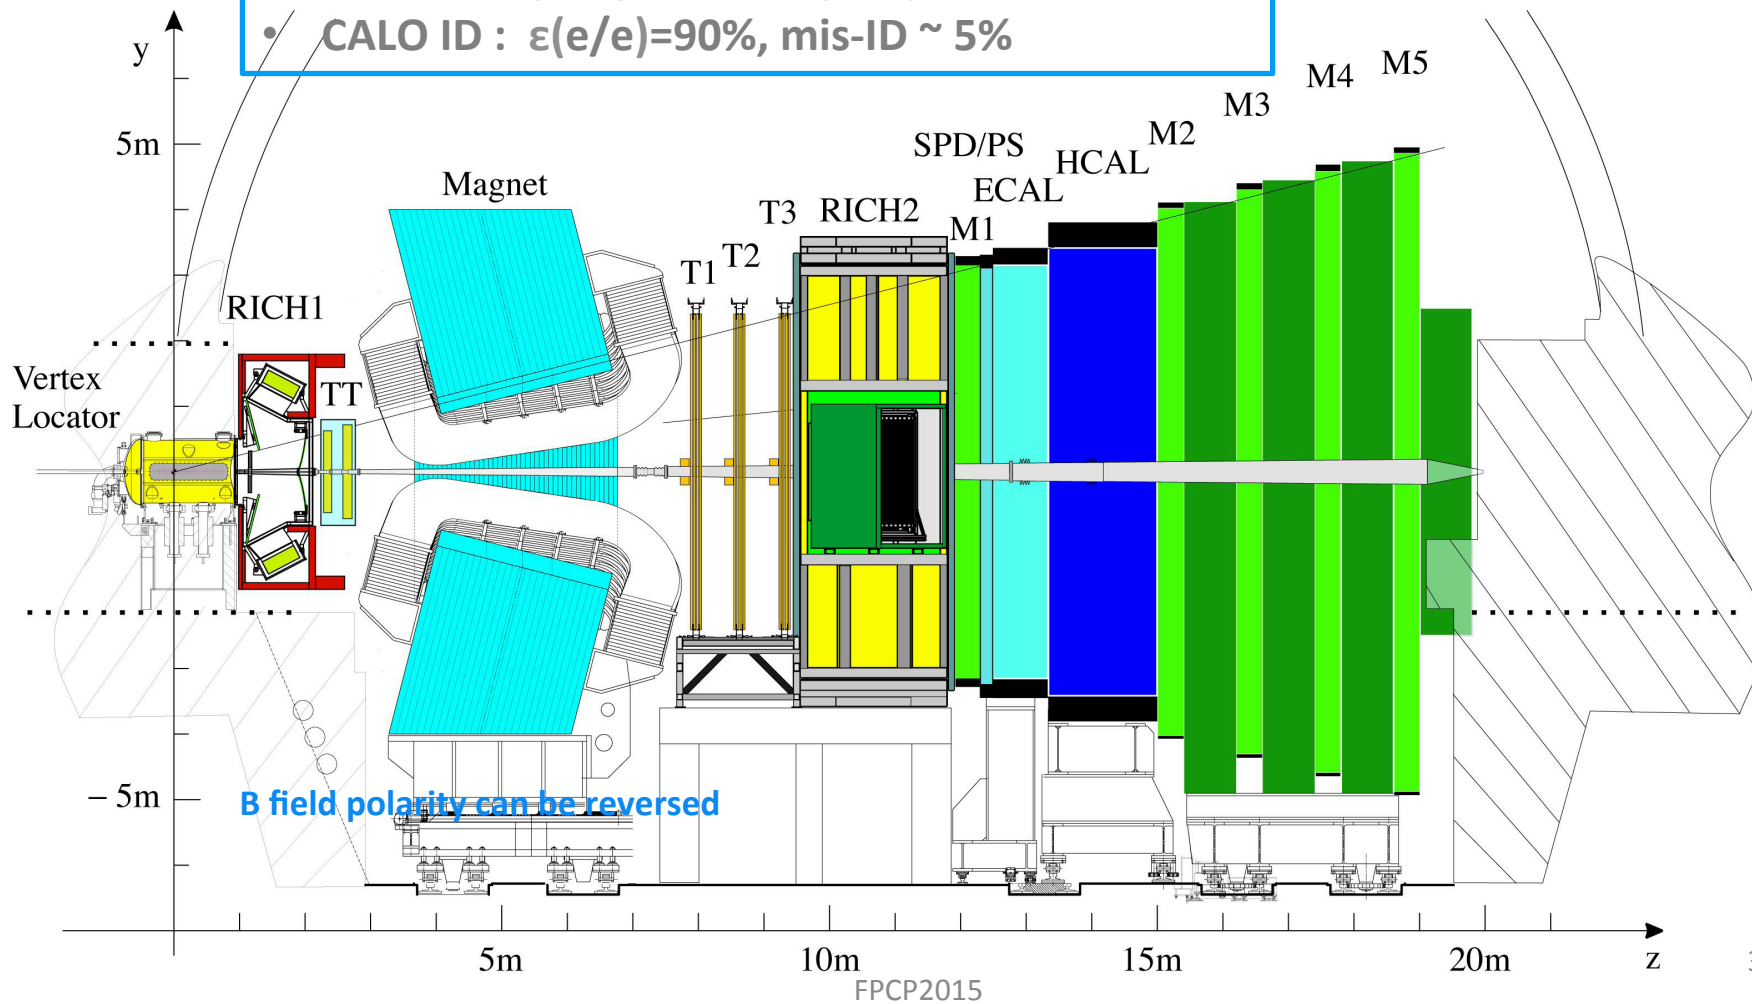 • CALO ID : ε(e/e)=90%, mis-ID ~ 5%
y
M5
M4
M3
M2
5m
SPD/PS
HCAL
ECAL
Magnet
T3
RICH2
M1
T2
T1
RICH1
Vertex
Locator
TT
– 5m
B field polarity can be reversed
5m
10m
15m
20m
z
FPCP2015